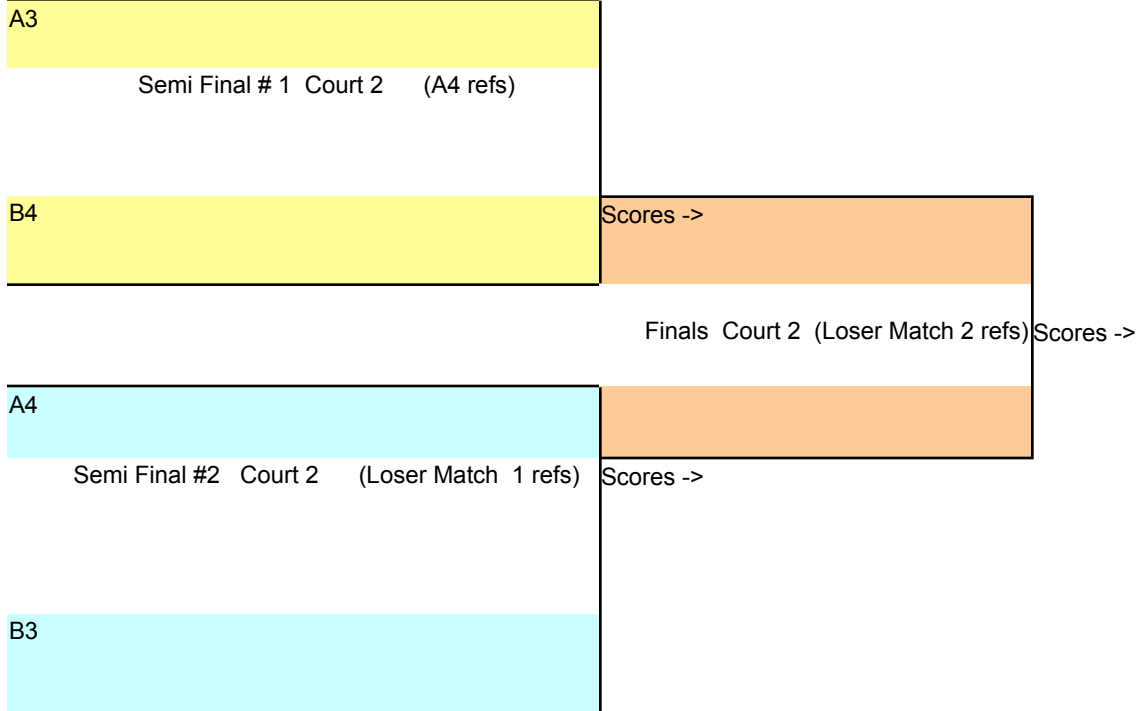 A3
Semi Final # 1 Court 2 (A4 refs)
B4
Scores ->
Finals Court 2 (Loser Match 2 refs)
Scores ->
A4
Semi Final #2 Court 2 (Loser Match 1 refs)
Scores ->
B3